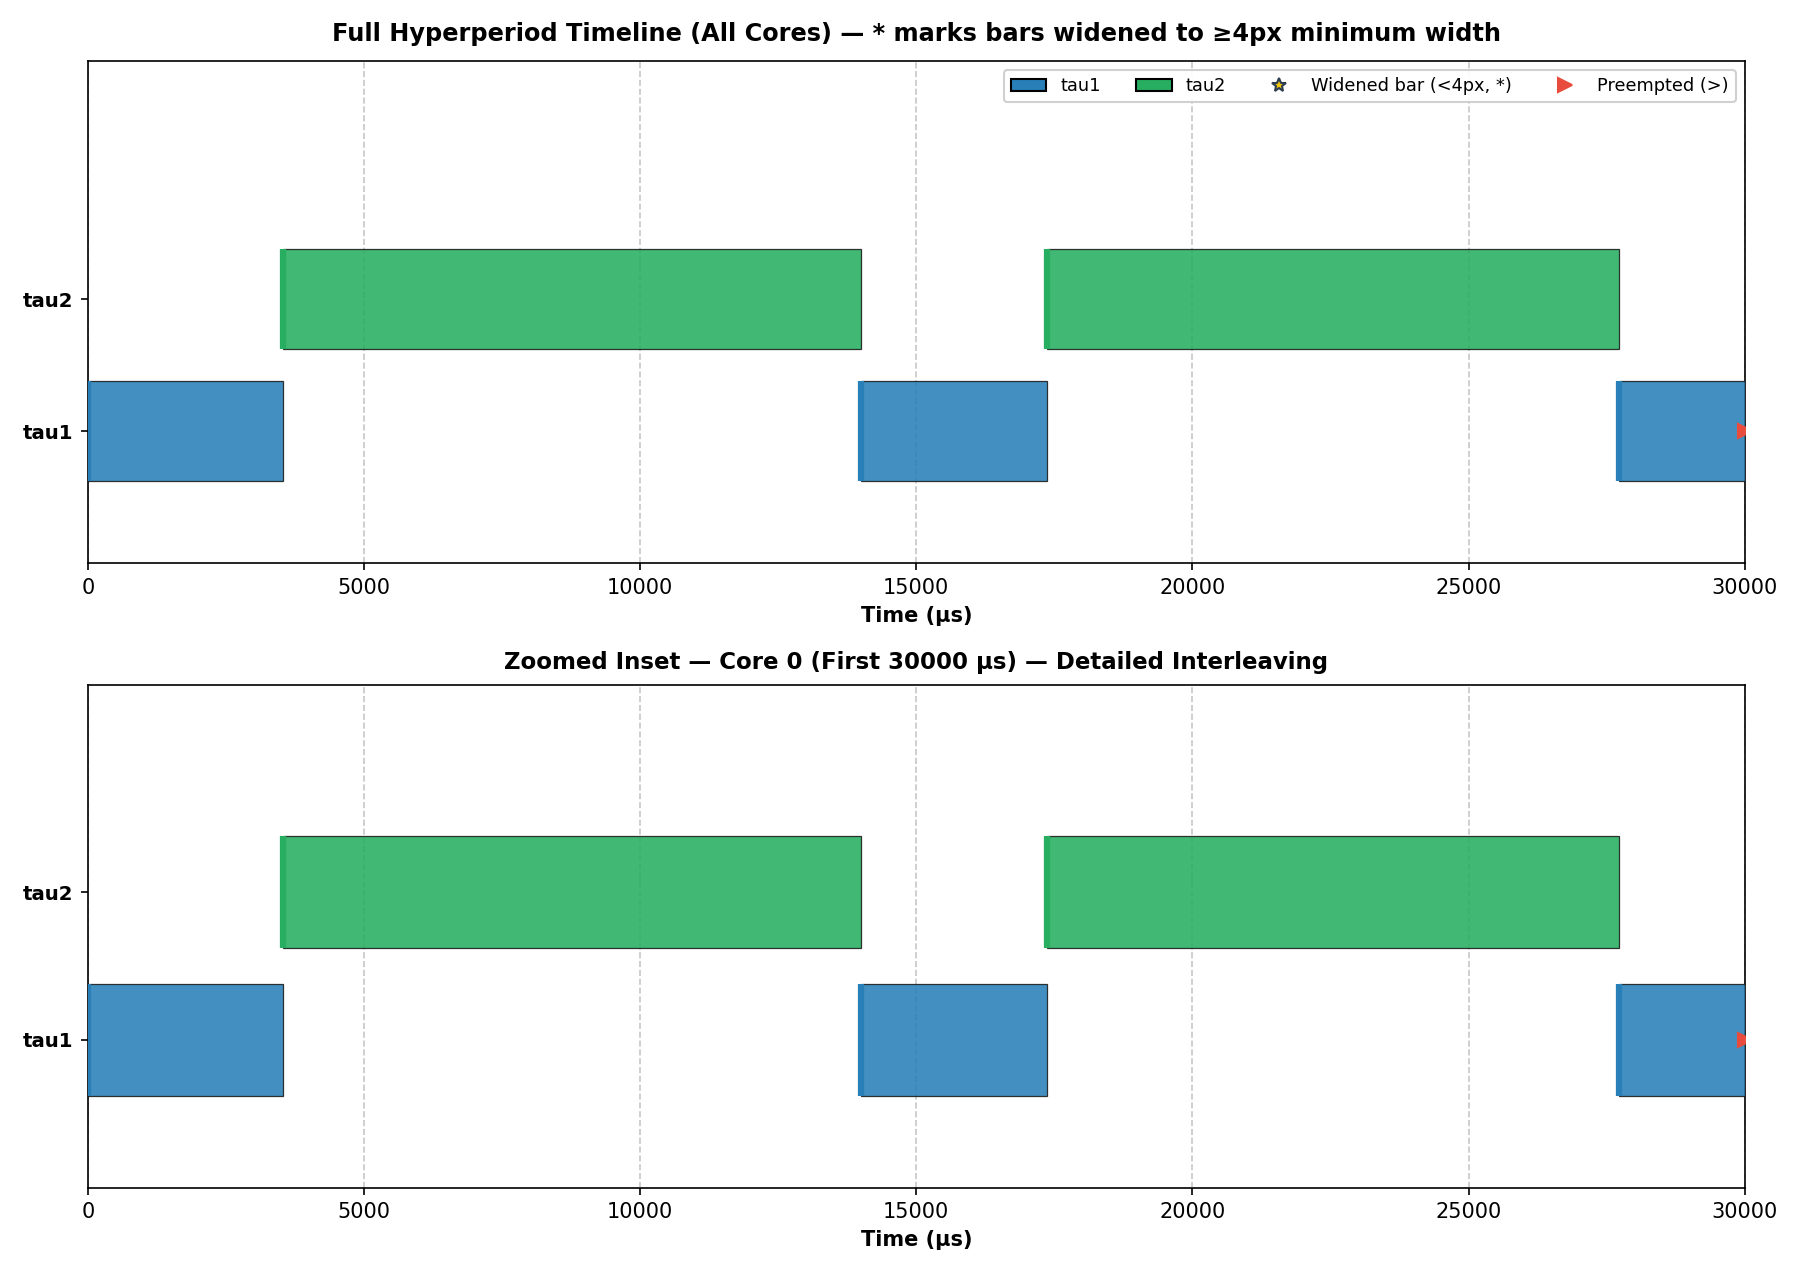 Full Hyperperiod Timeline (All Cores) — * marks bars widened to ≥4px minimum width
tau1 tau2 Widened bar (<4px, *) Preempted (>)
tau2
tau1
0 5000 10000 15000 20000 25000 30000
Time (µs)
Zoomed Inset — Core 0 (First 30000 µs) — Detailed Interleaving
tau2
tau1
0 5000 10000 15000 20000 25000 30000
Time (µs)